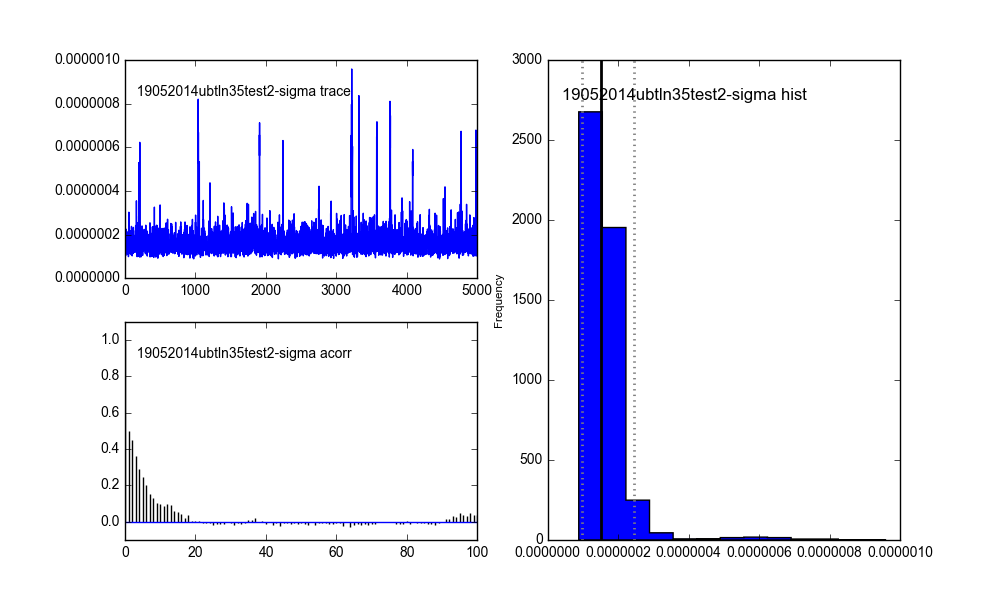 0.0000010
0.0000008
0.0000006
0.0000004
0.0000002
0.0000000
19052014ubtln35test2-sigma trace
0 1000 2000 3000 4000 5000
1.0
0.8
0.6
0.4
0.2
0.0
19052014ubtln35test2-sigma acorr
0 20 40 60 80 100
3000
2500
2000
1500
1000
500
0
Frequency
19052014ubtln35test2-sigma hist
0.0000000 0.0000002 0.0000004 0.0000006 0.0000008 0.0000010